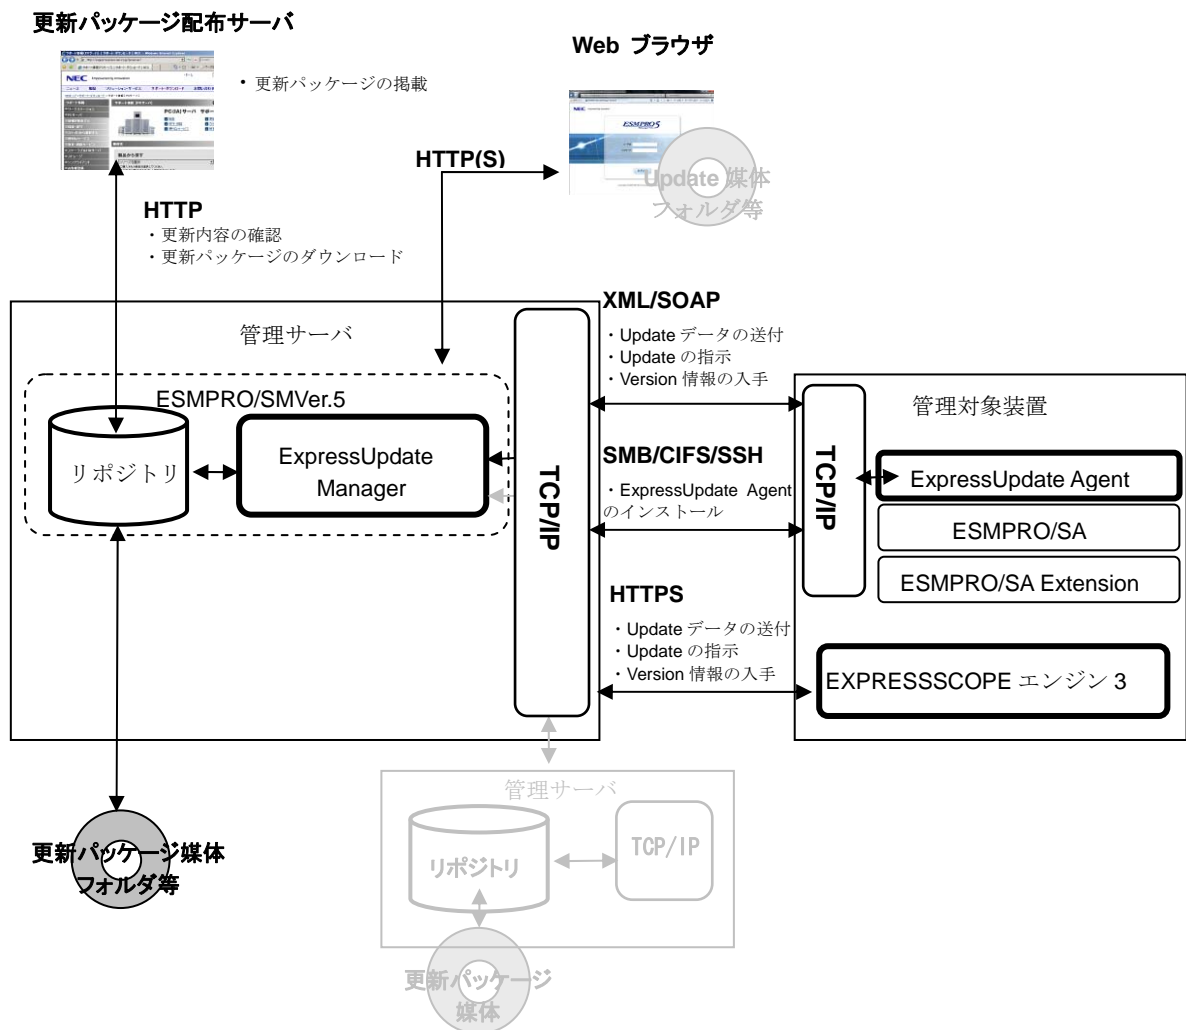 更新パッケージ配布サーバ
Web ブラウザ
NEC
・更新パッケージの掲載
ESMPRO5
HTTP(S)
Update 媒体
フォルダ等
HTTP
・更新内容の確認
・更新パッケージのダウンロード
管理サーバ
XML/SOAP
・Update データの送付
・Update の指示
・Version 情報の入手
ESMPRO/SMVer.5
リポジトリ
ExpressUpdate
Manager
TCP/IP
SMB/CIFS/SSH
・ExpressUpdate Agent
のインストール
HTTPS
・Update データの送付
・Update の指示
・Version 情報の入手
管理対象装置
TCP/IP
ExpressUpdate Agent
ESMPRO/SA
ESMPRO/SA Extension
EXPRESSSCOPE エンジン 3
更新パッケージ媒体
フォルダ等
管理サーバ
リポジトリ
TCP/IP
更新パッケージ
媒体